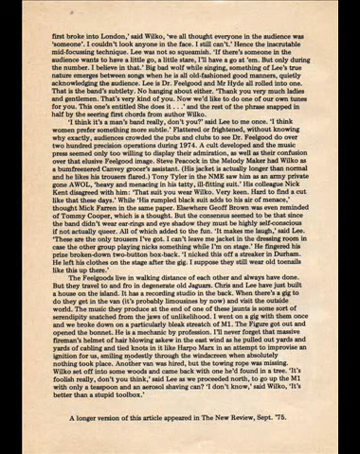 first broke into London,' said Wilko, 'we all thought everyone in the audience was
'someone'. I couldn't look anyone in the face. I still can't.' Hence the inscrutable
mid-focussing technique. Lee was not so squeamish. 'If there's someone in the
audience wants to have a little go, a little stare, I'll have a go at 'em. But only during
the number. I believe in that.' Big bad wolf while singing, something of Lee's true
nature emerges between songs when he is all old-fashioned good manners, quietly
acknowledging the audience. Lee is Dr. Feelgood and Mr Hyde all rolled into one.
That is the band's subtlety. No hanging about either. 'Thank you very much ladies
and gentlemen. That's very kind of you. Now we'd like to do one of our own tunes
for you. This one's entitled She does it . . .' and the rest of the phrase snapped in
half by the seering first chords from author Wilko.
'I think it's a man's band really, don't you?' said Lee to me once. 'I think
women prefer something more subtle.' Flattered or frightened, without knowing
why exactly, audiences crowded the pubs and clubs to see Dr. Feelgood do over
two hundred precision operations during 1974. A cult developed and the music
press seemed only too willing to display their admiration, as well as their confusion
over that elusive Feelgood image. Steve Peacock in the Melody Maker had Wilko as
a bumfreezered Canvey grocer's assistant. (His jacket is actually longer than normal
and he likes his trousers flared.) Tony Tyler in the NME saw him as an army private
gone AWOL, 'heavy and menacing in his tatty, ill-fitting suit.' His colleague Nick
Kent disagreed with him: 'That suit you wear Wilko. Very keen. Hard to find a cut
like that these days.' While 'His rumpled black suit adds to his air of menace,'
thought Mick Farren in the same paper. Elsewhere Geoff Brown was even reminded
of Tommy Cooper, which is a thought. But the consensus seemed to be that since
the band didn't wear ear-rings and eye shadow they must be highly self-conscious
if not actually queer. All of which added to the fun. 'It makes me laugh,' said Lee.
'These are the only trousers I've got. I can't leave me jacket in the dressing room in
case the other group playing nicks something while I'm on stage.' He fingered his
prize broken-down two-button box-back. 'I nicked this off a streaker in Durham.
He left his clothes on the stage after the gig. I suppose they still wear old toenails
like this up there.'
The Feelgoods live in walking distance of each other and always have done.
But they travel to and fro in degenerate old Jaguars. Chris and Lee have just built
a house on the island. It has a recording studio in the back. When there's a gig to
do they get in the van (it's probably limousines by now) and visit the outside
world. The music they produce at the end of one of these jaunts is some sort of
serendipity snatched from the jaws of unlikelihood. I went on a gig with them once
and we broke down on a particularly bleak streatch of M1. The Figure got out and
opened the bonnet. He is a mechanic by profession. I'll never forget that massive
fireman's helmet of hair blowing askew in the east wind as he pulled out yards and
yards of cabling and tied knots in it like Harpo Marx in an attempt to improvise an
ignition for us, smiling modestly through the windscreen when absolutely
nothing took place. Another van was hired, but the towing rope was missing.
Wilko set off into some woods and came back with one he'd found in a tree. 'It's
foolish really, don't you think,' said Lee as we proceeded north, to go up the M1
with only a teaspoon and an aerosol shaving can? 'I don't know,' said Wilko, 'It's
better than a stupid toolbox.'
A longer version of this article appeared in The New Review, Sept. '75.